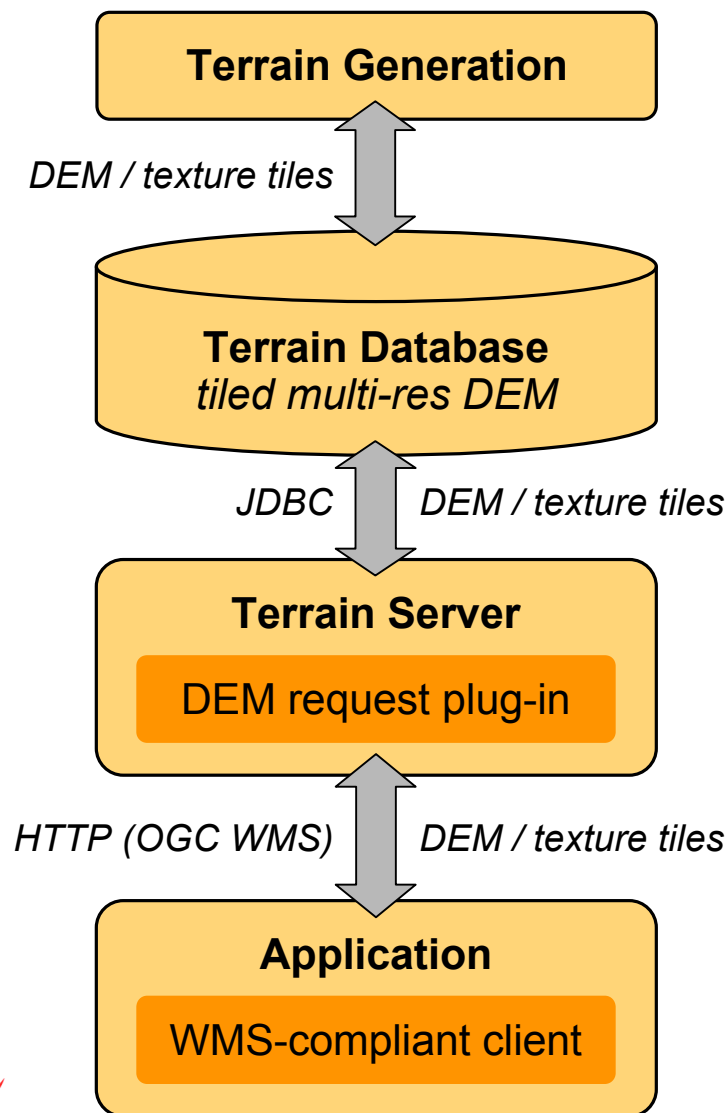 Terrain Generation
DEM / texture tiles
Terrain Database
tiled multi-res DEM
JDBC DEM / texture tiles
Terrain Server
DEM request plug-in
HTTP (OGC WMS) DEM / texture tiles
Application
WMS-compliant client